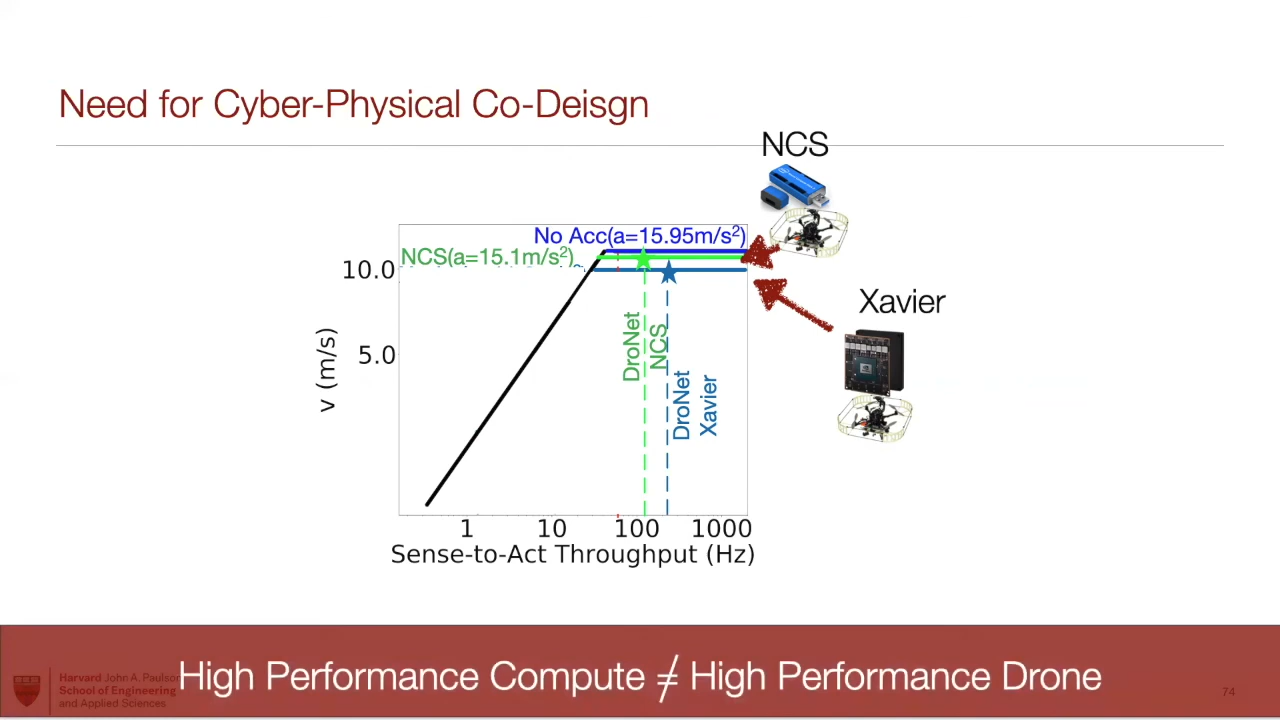 Need for Cyber-Physical Co-Deisgn
NCS
No Acc(a=15.95m/s²)
NCS(a=15.1m/s²)
10.0
5.0
v (m/s)
DroNet
NCS
DroNet
Xavier
Xavier
1 10 100 1000
Sense-to-Act Throughput (Hz)
High Performance Compute ≠ High Performance Drone
Harvard John A. Paulson
School of Engineering
and Applied Sciences
74